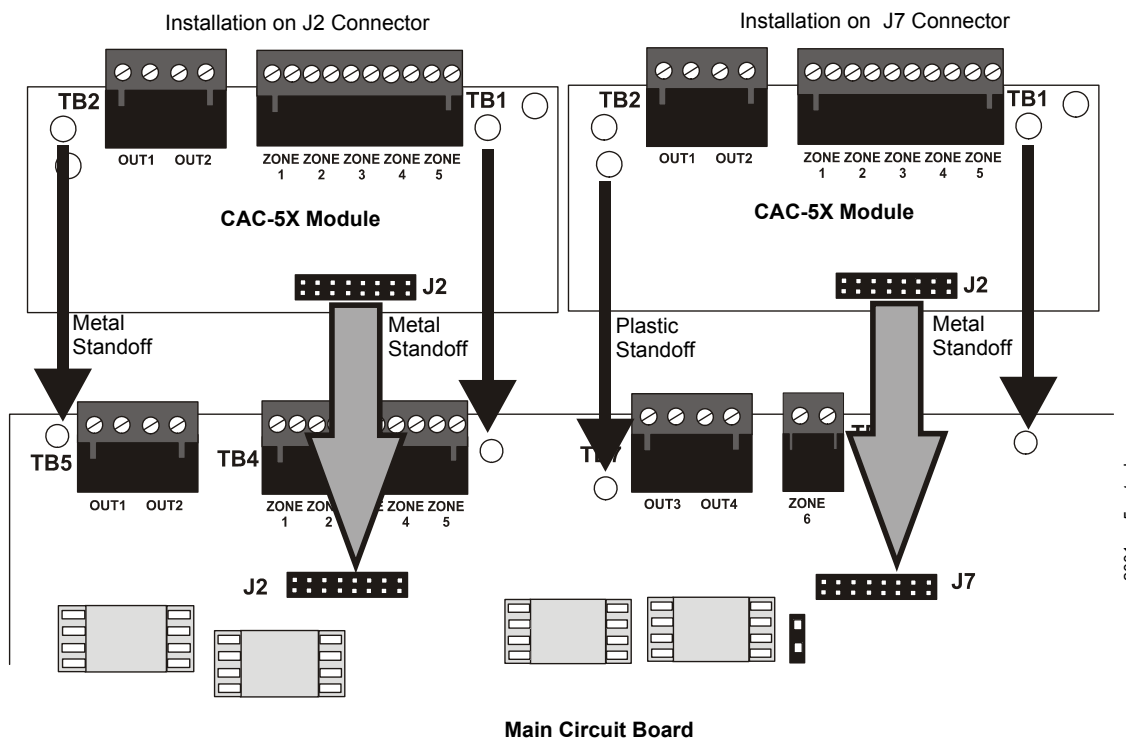 Installation on J2 Connector
Installation on J7 Connector
TB2
TB1
OUT1 OUT2
ZONE 1
ZONE 2
ZONE 3
ZONE 4
ZONE 5
CAC-5X Module
J2
Metal
Standoff
Metal
Standoff
TB2
TB1
OUT1 OUT2
ZONE 1
ZONE 2
ZONE 3
ZONE 4
ZONE 5
CAC-5X Module
J2
Plastic
Standoff
Metal
Standoff
TB5
OUT1 OUT2
TB4
ZONE 1
2
ZONE 4
ZONE 5
OUT3 OUT4
ZONE 6
J2
J7
Main Circuit Board